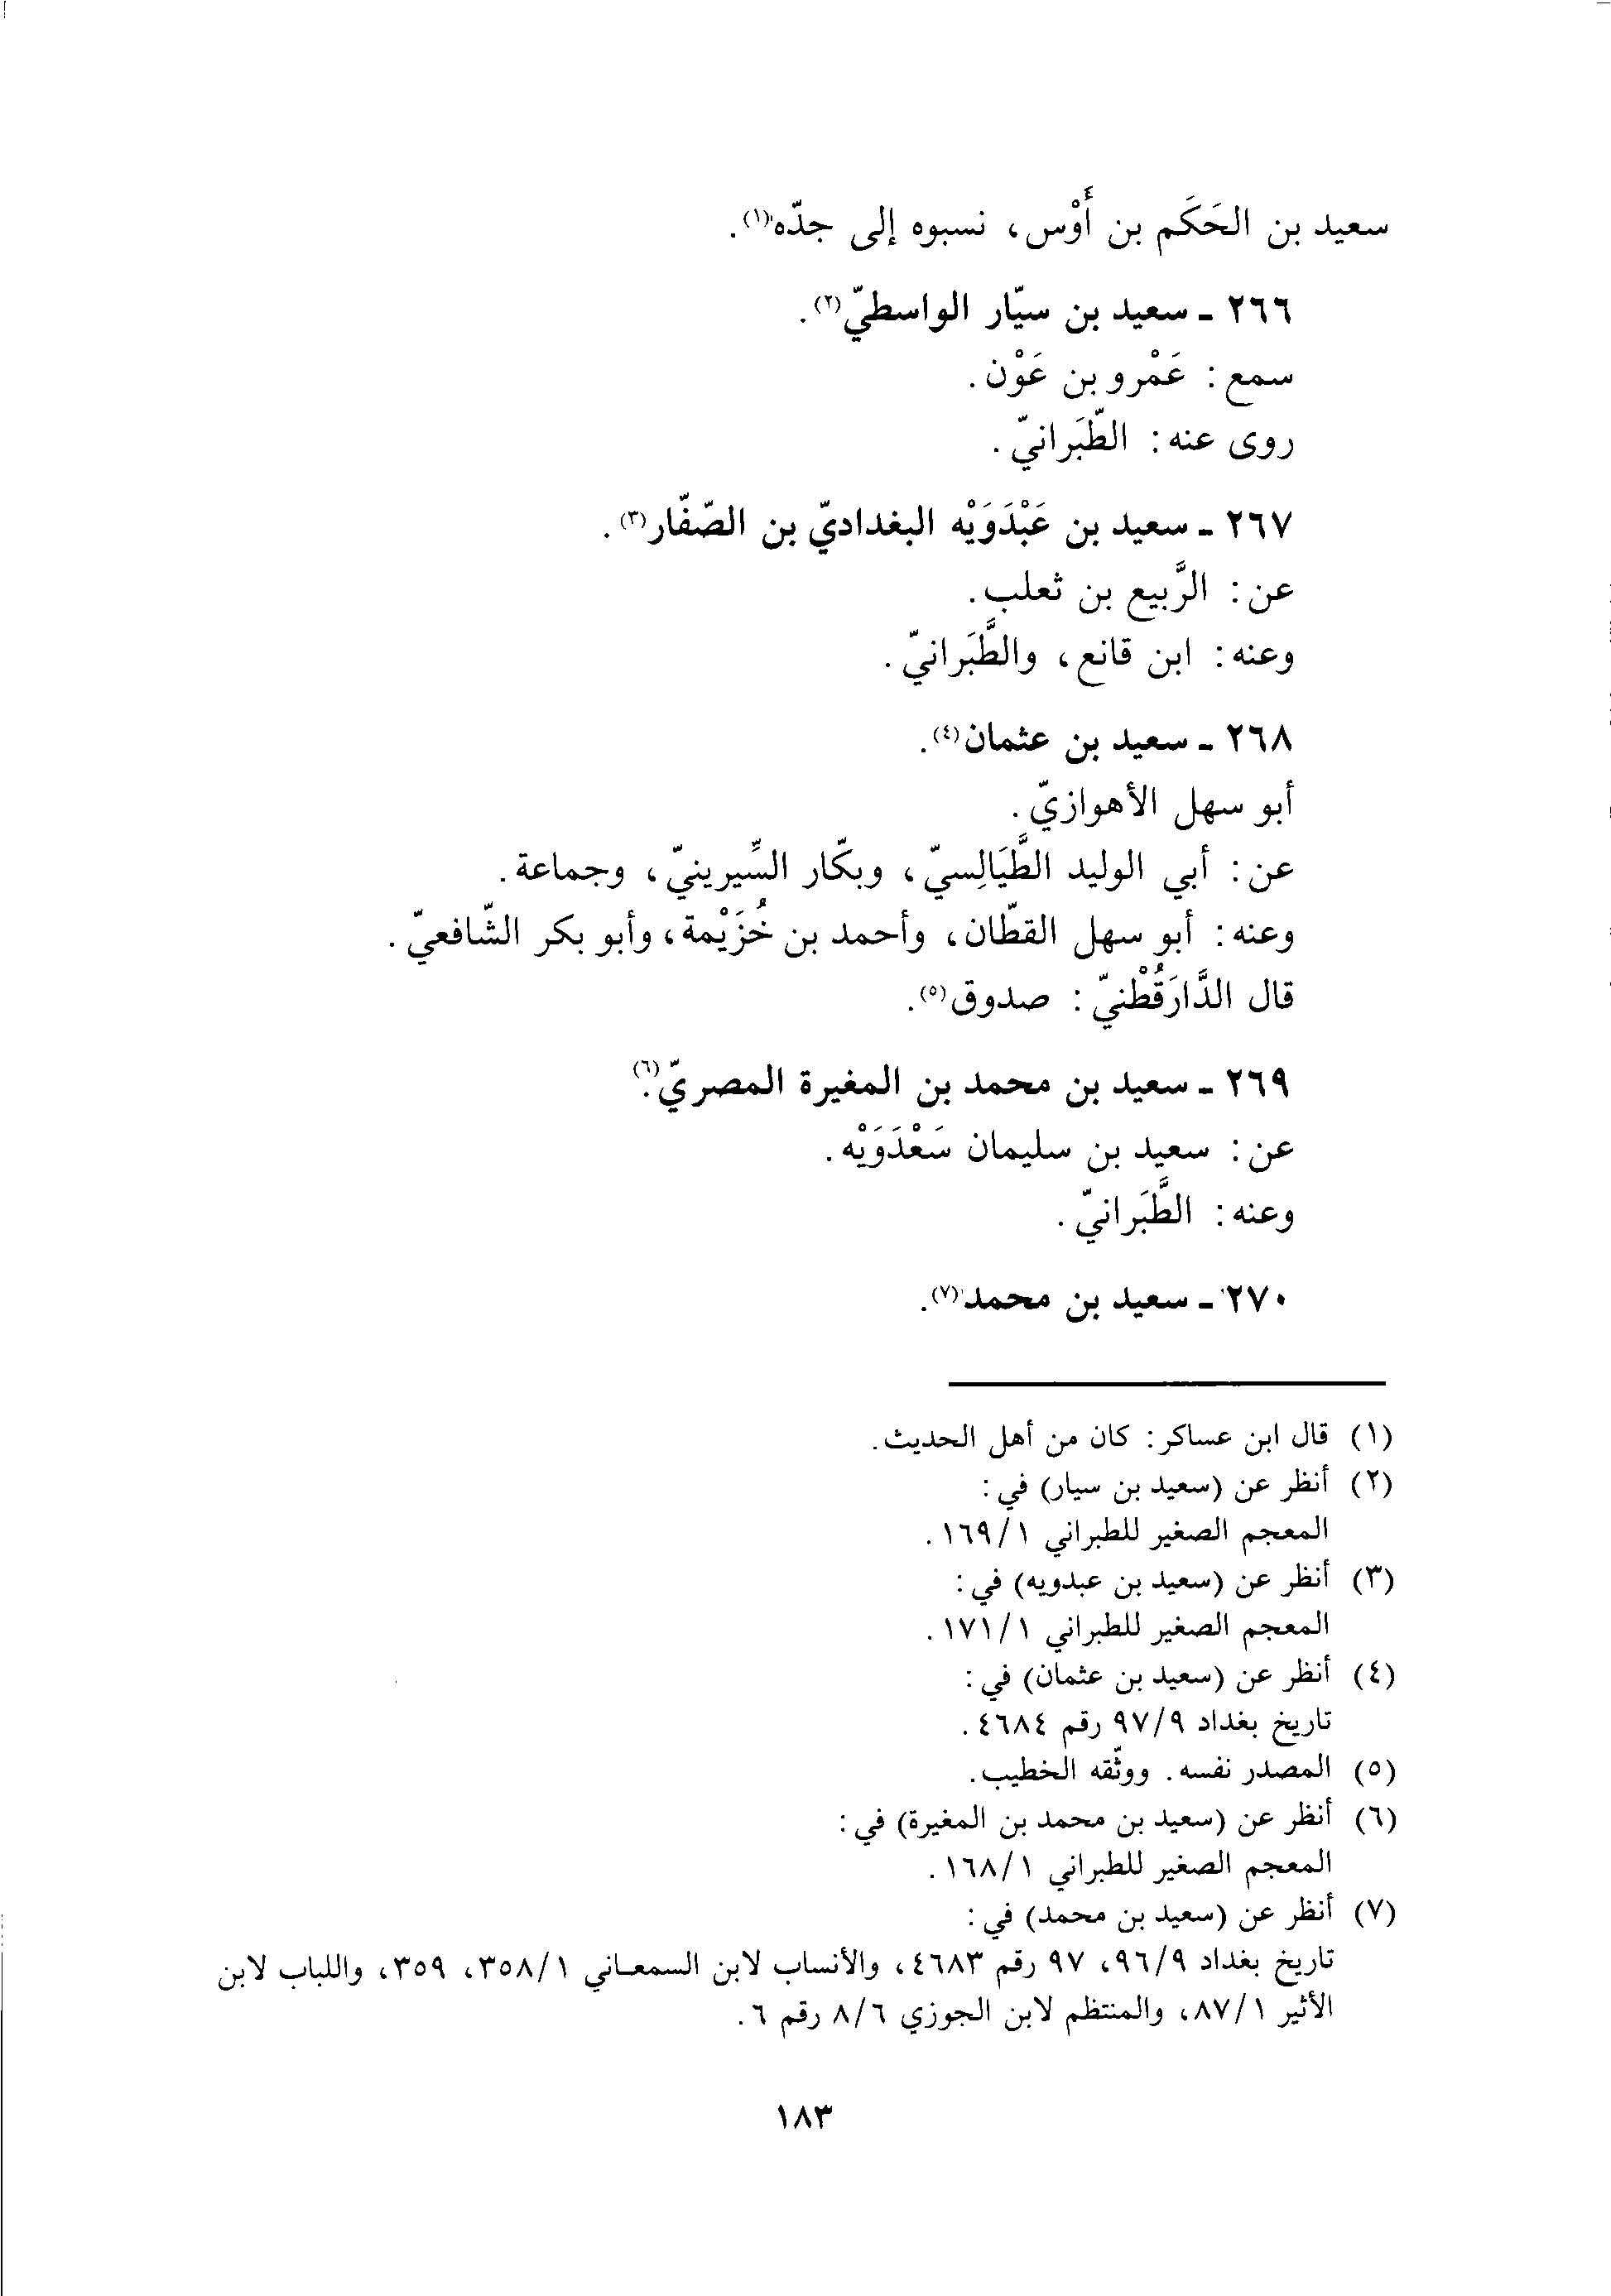 سعيد بن الحَكَم بن أَوْس، نسبوه إلى جدّه(١).
٢٦٦ ـ سعيد بن سيّار الواسطيّ(٢).
سمع: عَمْرو بن عَوْن.
روى عنه: الطَّبَرانيّ.
٢٦٧ ـ سعيد بن عَبْدَوَيْه البغداديّ بن الصّفّار(٣).
عن: الرَّبيع بن ثعلب.
وعنه: ابن قانع، والطَّبَرانيّ.
٢٦٨ ـ سعيد بن عثمان(٤).
أبو سهل الأهوازيّ.
عن: أبي الوليد الطَّيَالِسيّ، وبكّار السِّيرينيّ، وجماعة.
وعنه: أبو سهل القطّان، وأحمد بن خُزَيْمة، وأبو بكر الشّافعيّ.
قال الدَّارَقُطْنيّ: صدوق(٥).
٢٦٩ ـ سعيد بن محمد بن المغيرة المصريّ(٦).
عن: سعيد بن سليمان سَعْدَوَيْه.
وعنه: الطَّبَرانيّ.
٢٧٠ ـ سعيد بن محمد(٧).
(١) قال ابن عساكر: كان من أهل الحديث.
(٢) أنظر عن (سعيد بن سيار) في:
المعجم الصغير للطبراني ١/١٦٩.
(٣) أنظر عن (سعيد بن عبدويه) في:
المعجم الصغير للطبراني ١/١٧١.
(٤) أنظر عن (سعيد بن عثمان) في:
تاريخ بغداد ٩/٩٧ رقم ٤٦٨٤.
(٥) المصدر نفسه. ووثّقه الخطيب.
(٦) أنظر عن (سعيد بن محمد بن المغيرة) في:
المعجم الصغير للطبراني ١/١٦٨.
(٧) أنظر عن (سعيد بن محمد) في:
تاريخ بغداد ٩/٩٦، ٩٧ رقم ٤٦٨٣، والأنساب لابن السمعـاني ١/٣٥٨، ٣٥٩، واللباب لابن
الأثير ١/٨٧، والمنتظم لابن الجوزي ٦/٨ رقم ٦.
١٨٣